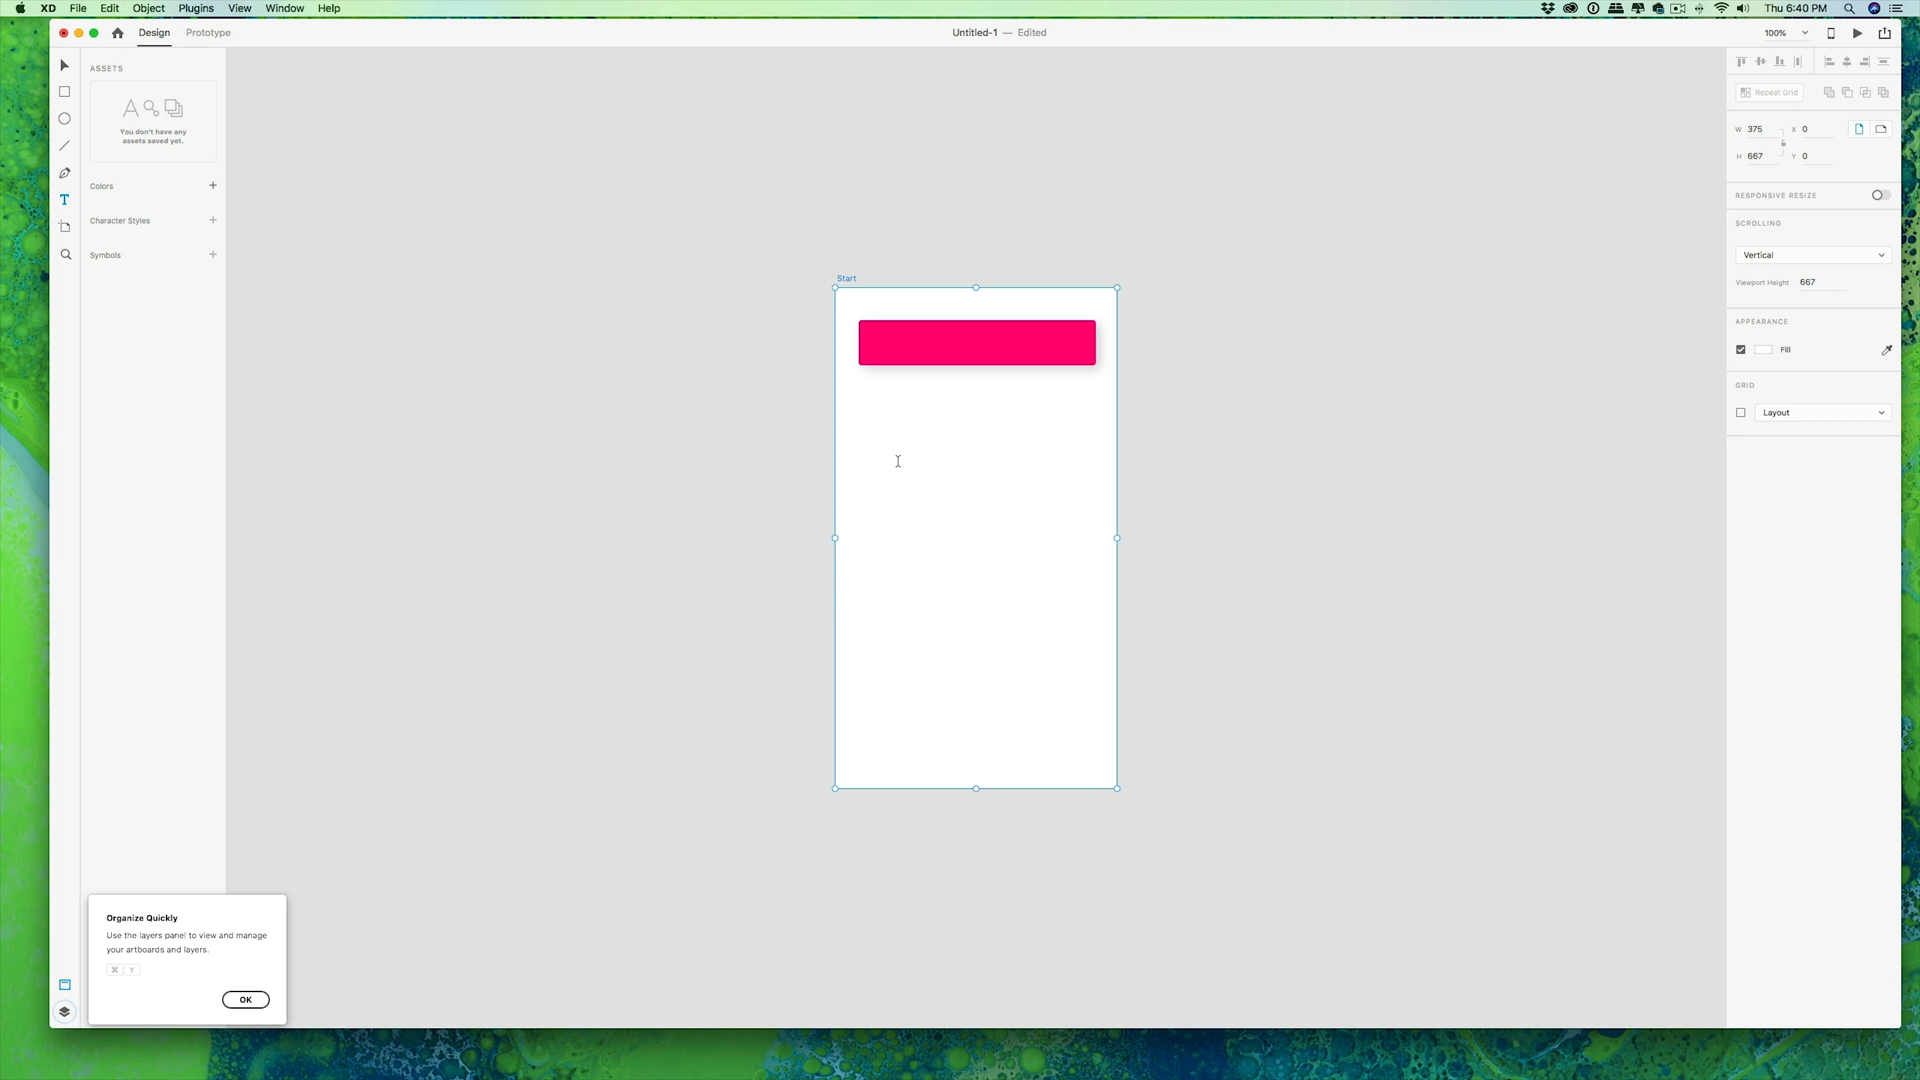 XD File Edit Object Plugins View Window Help
Thu 6:40 PM
Design Prototype
Untitled-1 — Edited
100%
ASSETS
You don't have any
assets saved yet.
Colors
Character Styles
Symbols
Start
Repeat Grid
W 375 X 0
H 667 Y 0
RESPONSIVE RESIZE
SCROLLING
Vertical
Viewport Height 667
APPEARANCE
Fill
GRID
Layout
Organize Quickly
Use the layers panel to view and manage
your artboards and layers.
⌘ Y
OK